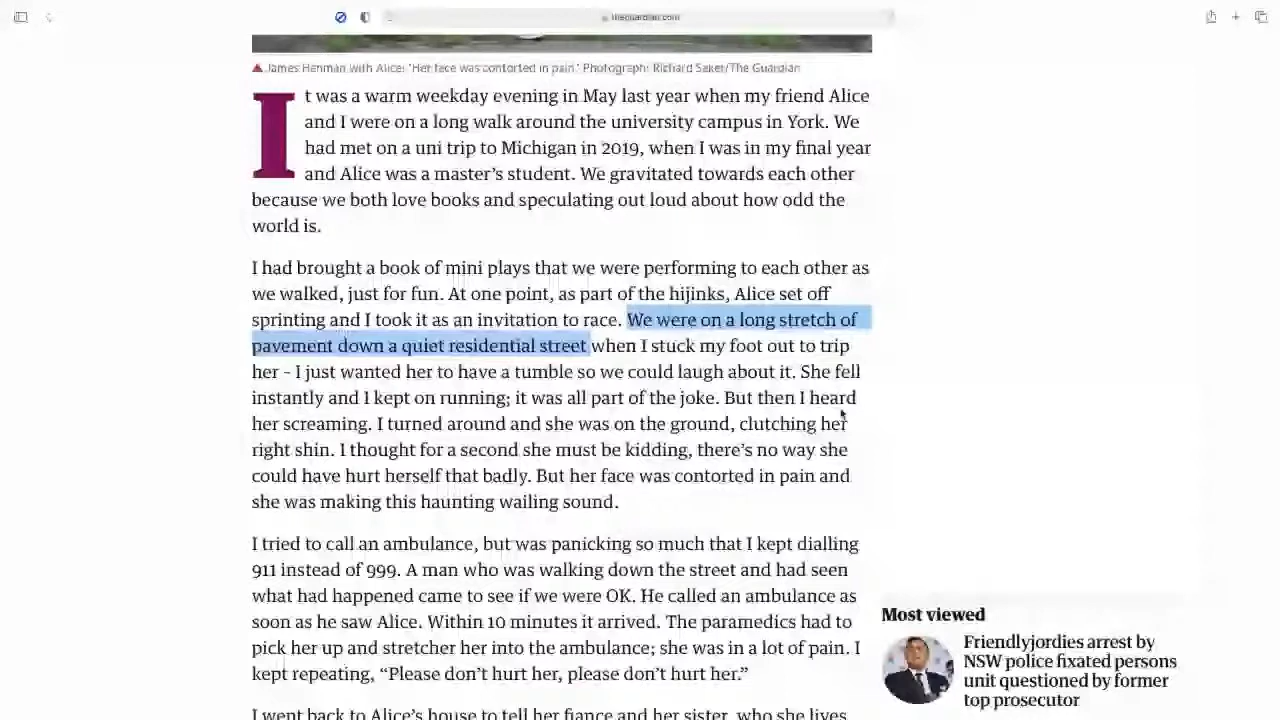 theguardian.com
James Henman with Alice: 'Her face was contorted in pain.' Photograph: Richard Saker/The Guardian
It was a warm weekday evening in May last year when my friend Alice
and I were on a long walk around the university campus in York. We
had met on a uni trip to Michigan in 2019, when I was in my final year
and Alice was a master’s student. We gravitated towards each other
because we both love books and speculating out loud about how odd the
world is.
I had brought a book of mini plays that we were performing to each other as
we walked, just for fun. At one point, as part of the hijinks, Alice set off
sprinting and I took it as an invitation to race. We were on a long stretch of
pavement down a quiet residential street when I stuck my foot out to trip
her – I just wanted her to have a tumble so we could laugh about it. She fell
instantly and I kept on running; it was all part of the joke. But then I heard
her screaming. I turned around and she was on the ground, clutching her
right shin. I thought for a second she must be kidding, there’s no way she
could have hurt herself that badly. But her face was contorted in pain and
she was making this haunting wailing sound.
I tried to call an ambulance, but was panicking so much that I kept dialling
911 instead of 999. A man who was walking down the street and had seen
what had happened came to see if we were OK. He called an ambulance as
soon as he saw Alice. Within 10 minutes it arrived. The paramedics had to
pick her up and stretcher her into the ambulance; she was in a lot of pain. I
kept repeating, “Please don’t hurt her, please don’t hurt her.”
I went back to Alice’s house to tell her fiance and her sister, who she lives
Most viewed
Friendlyjordies arrest by
NSW police fixated persons
unit questioned by former
top prosecutor